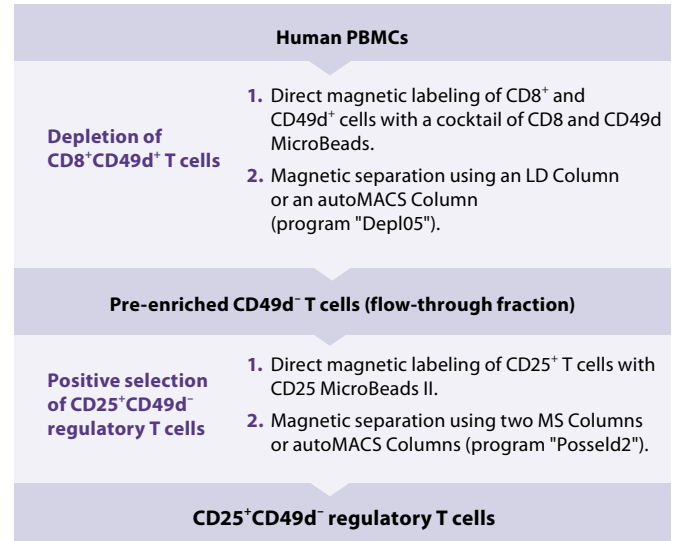 Human PBMCs
Depletion of
CD8⁺CD49d⁺ T cells
1. Direct magnetic labeling of CD8⁺ and
CD49d⁺ cells with a cocktail of CD8 and CD49d
MicroBeads.
2. Magnetic separation using an LD Column
or an autoMACS Column
(program "Depl05").
Pre-enriched CD49d⁻ T cells (flow-through fraction)
Positive selection
of CD25⁺CD49d⁻
regulatory T cells
1. Direct magnetic labeling of CD25⁺ T cells with
CD25 MicroBeads II.
2. Magnetic separation using two MS Columns
or autoMACS Columns (program "Posseld2").
CD25⁺CD49d⁻ regulatory T cells